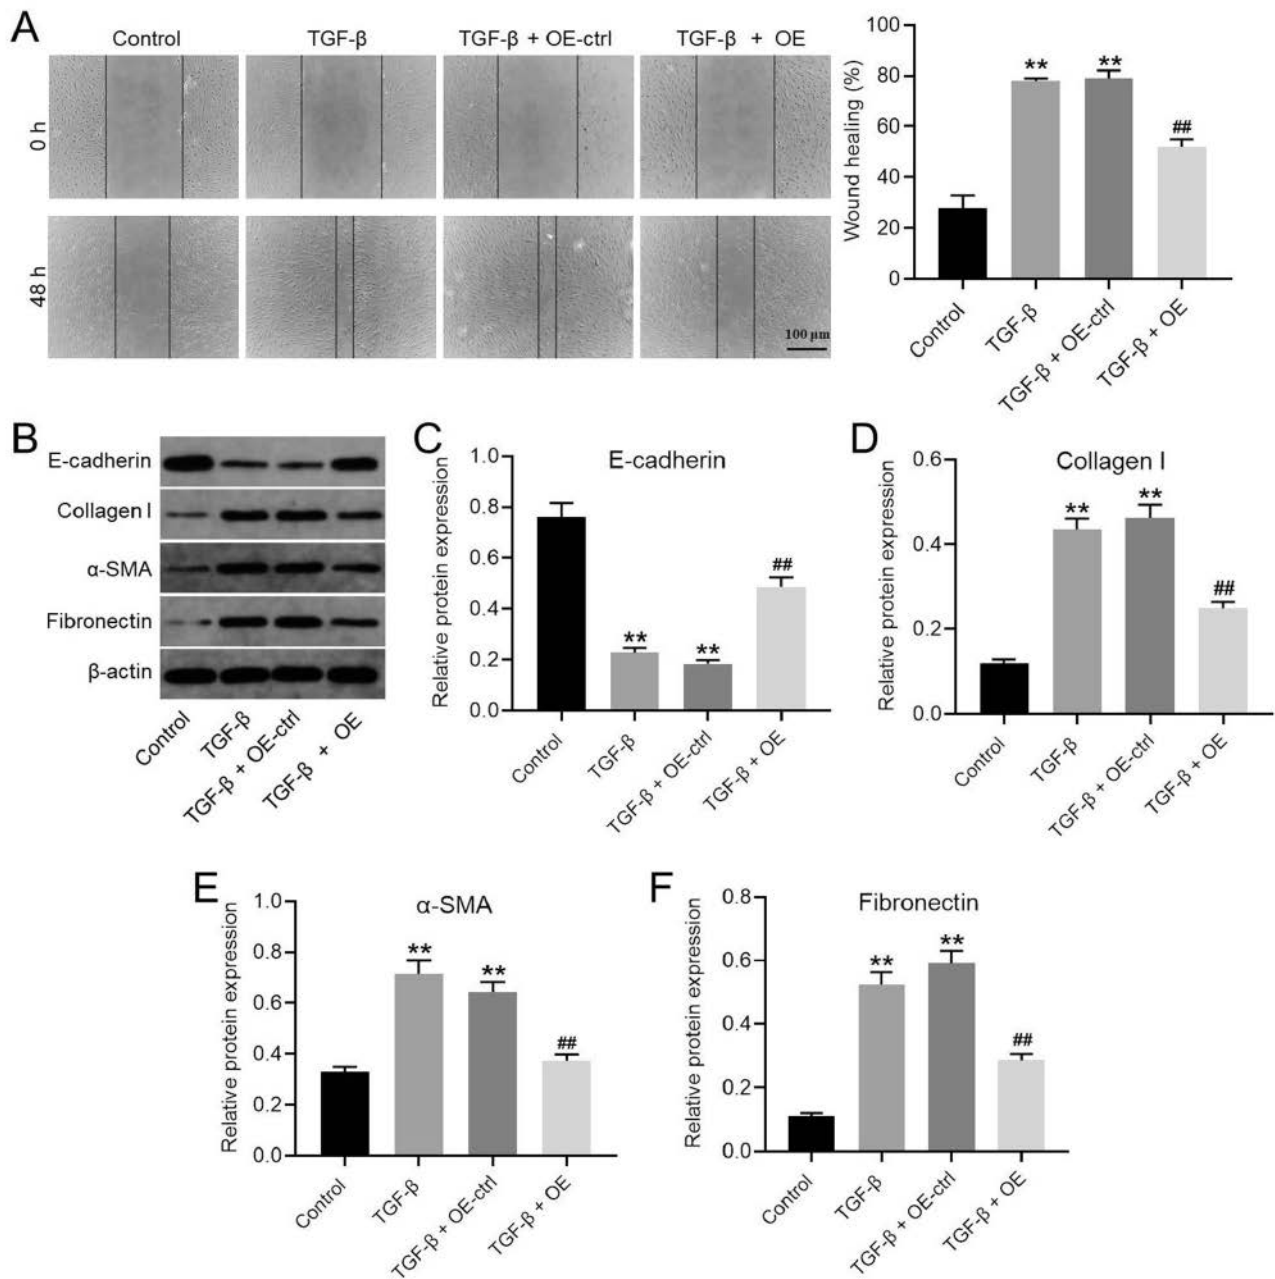 A
Control TGF-β TGF-β + OE-ctrl TGF-β + OE
0 h
48 h
100 μm
Wound healing (%)
100
80
60
40
20
0
** ** ##
Control TGF-β TGF-β + OE-ctrl TGF-β + OE
B
E-cadherin
Collagen I
α-SMA
Fibronectin
β-actin
Control TGF-β TGF-β + OE-ctrl TGF-β + OE
C
E-cadherin
Relative protein expression
1.0
0.8
0.6
0.4
0.2
0.0
** ** ##
Control TGF-β TGF-β + OE-ctrl TGF-β + OE
D
Collagen I
Relative protein expression
0.6
0.4
0.2
0.0
** ** ##
Control TGF-β TGF-β + OE-ctrl TGF-β + OE
E
α-SMA
Relative protein expression
1.0
0.8
0.6
0.4
0.2
0.0
** ** ##
Control TGF-β TGF-β + OE-ctrl TGF-β + OE
F
Fibronectin
Relative protein expression
0.8
0.6
0.4
0.2
0.0
** ** ##
Control TGF-β TGF-β + OE-ctrl TGF-β + OE